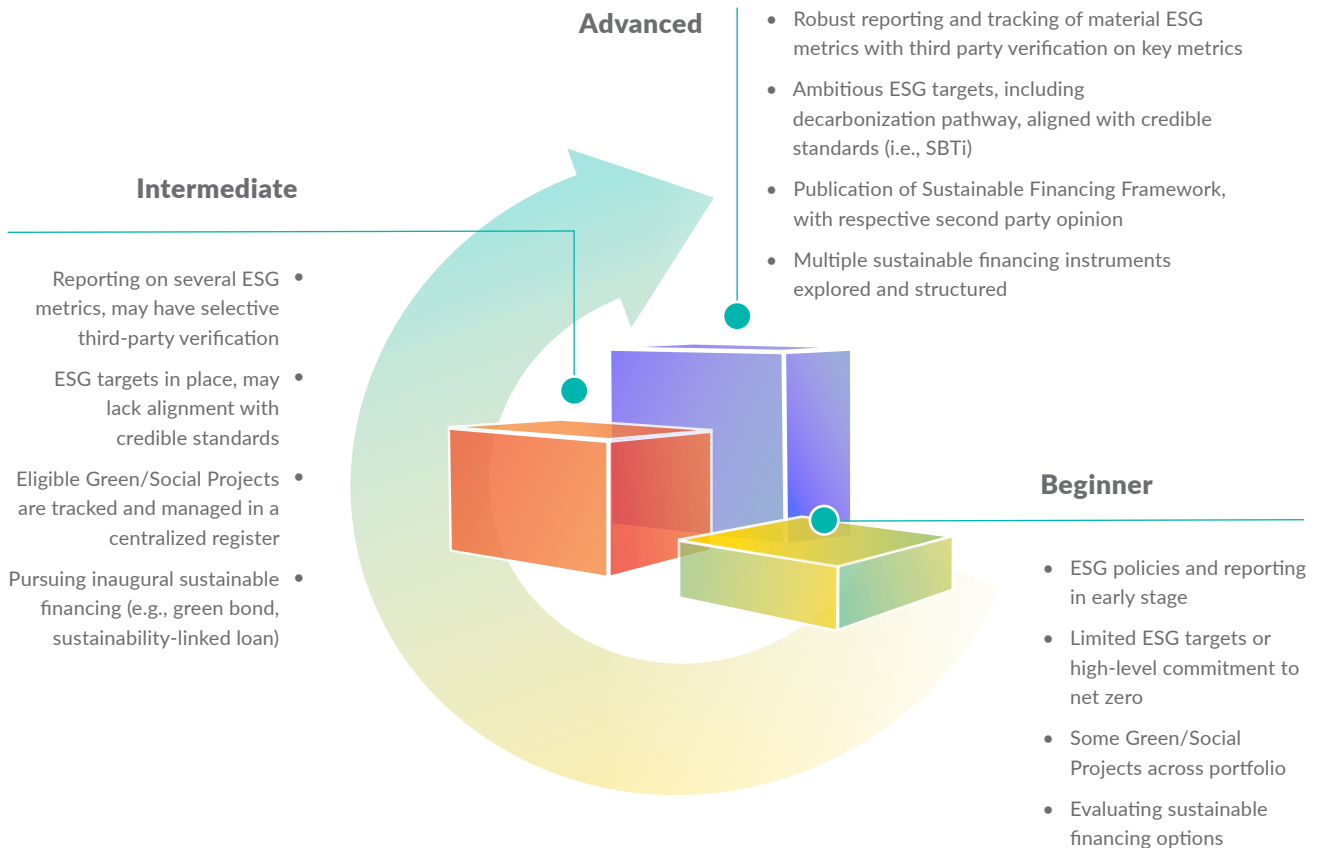 Advanced
• Robust reporting and tracking of material ESG
metrics with third party verification on key metrics
• Ambitious ESG targets, including
decarbonization pathway, aligned with credible
standards (i.e., SBTi)
• Publication of Sustainable Financing Framework,
with respective second party opinion
• Multiple sustainable financing instruments
explored and structured
Intermediate
Reporting on several ESG •
metrics, may have selective
third-party verification
ESG targets in place, may •
lack alignment with
credible standards
Eligible Green/Social Projects •
are tracked and managed in a
centralized register
Pursuing inaugural sustainable •
financing (e.g., green bond,
sustainability-linked loan)
Beginner
• ESG policies and reporting
in early stage
• Limited ESG targets or
high-level commitment to
net zero
• Some Green/Social
Projects across portfolio
• Evaluating sustainable
financing options